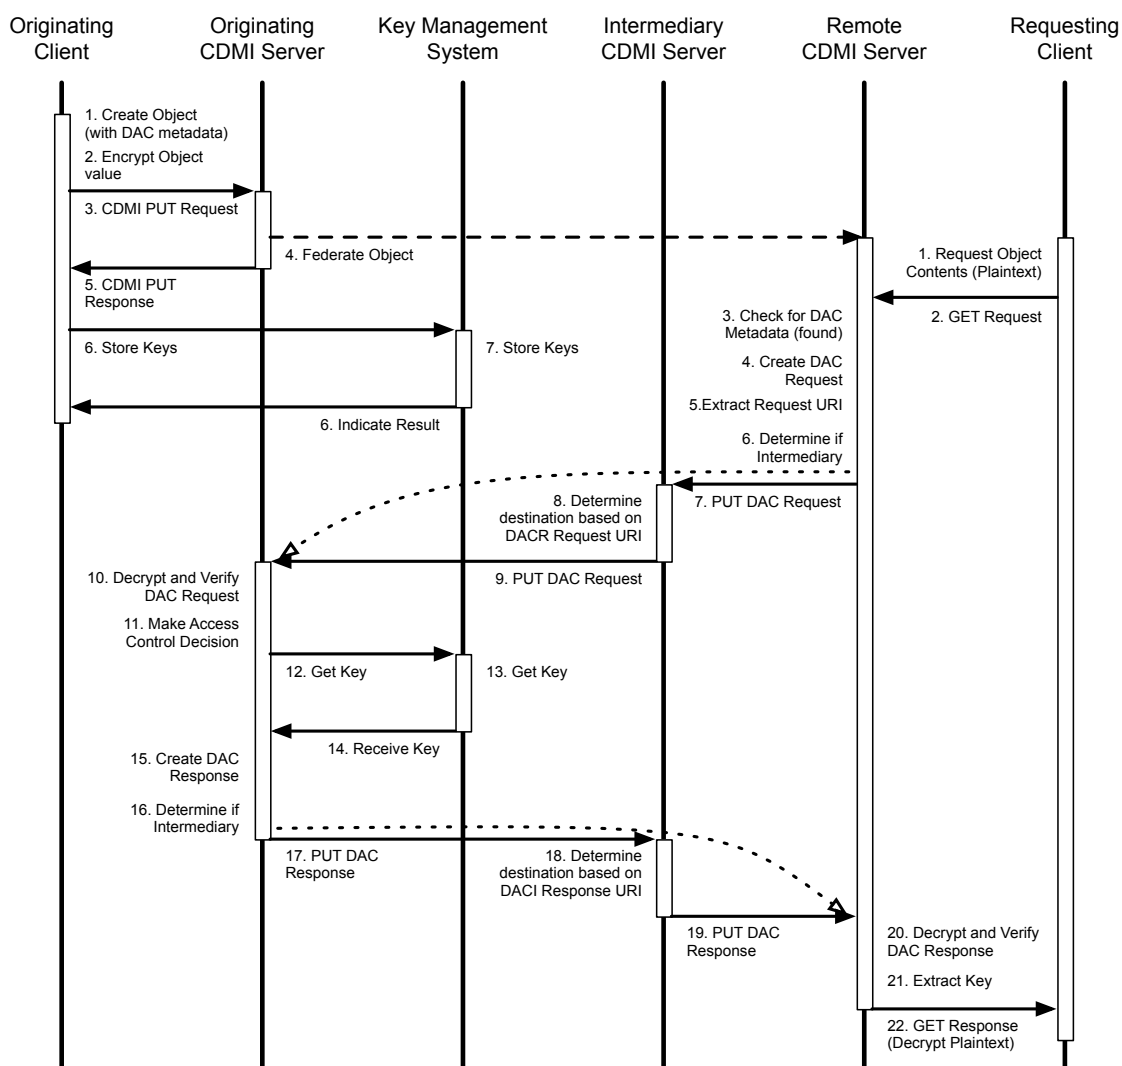 Originating
Client
Originating
CDMI Server
Key Management
System
Intermediary
CDMI Server
Remote
CDMI Server
Requesting
Client
1. Create Object
(with DAC metadata)
2. Encrypt Object
value
3. CDMI PUT Request
4. Federate Object
5. CDMI PUT
Response
6. Store Keys
7. Store Keys
6. Indicate Result
1. Request Object
Contents (Plaintext)
2. GET Request
3. Check for DAC
Metadata (found)
4. Create DAC
Request
5.Extract Request URI
6. Determine if
Intermediary
7. PUT DAC Request
8. Determine
destination based on
DACR Request URI
9. PUT DAC Request
10. Decrypt and Verify
DAC Request
11. Make Access
Control Decision
12. Get Key
13. Get Key
14. Receive Key
15. Create DAC
Response
16. Determine if
Intermediary
17. PUT DAC
Response
18. Determine
destination based on
DACI Response URI
19. PUT DAC
Response
20. Decrypt and Verify
DAC Response
21. Extract Key
22. GET Response
(Decrypt Plaintext)